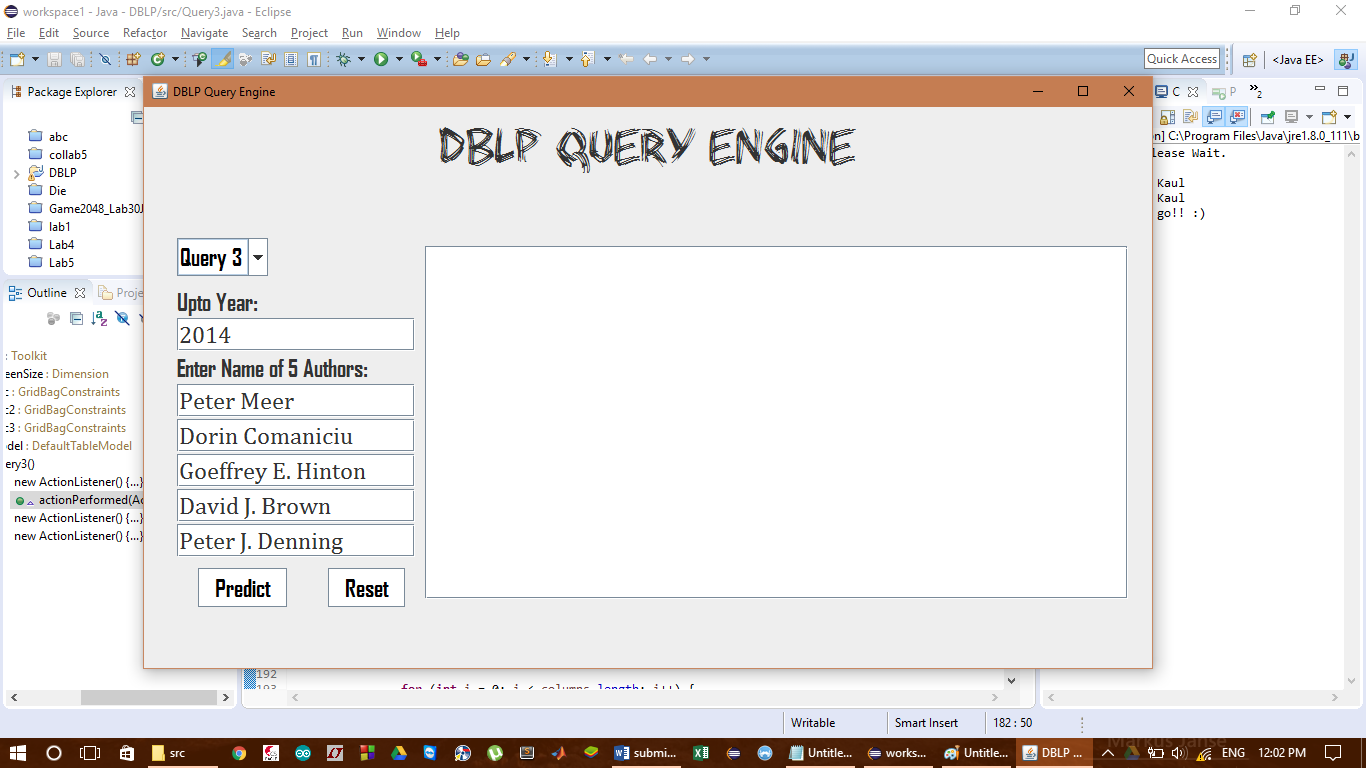 workspace1 - Java - DBLP/src/Query3.java - Eclipse
File Edit Source Refactor Navigate Search Project Run Window Help
Quick Access
<Java EE>
Package Explorer
abc
collab5
DBLP
Die
Game2048_Lab30J
lab1
Lab4
Lab5
Outline
Proje
: Toolkit
eenSize : Dimension
: GridBagConstraints
:2 : GridBagConstraints
:3 : GridBagConstraints
del : DefaultTableModel
ery3()
new ActionListener() {...}
actionPerformed(Ac
new ActionListener() {...}
new ActionListener() {...}
DBLP Query Engine
DBLP QUERY ENGINE
Query 3
Upto Year:
2014
Enter Name of 5 Authors:
Peter Meer
Dorin Comaniciu
Goeffrey E. Hinton
David J. Brown
Peter J. Denning
Predict Reset
C P »2
on] C:\Program Files\Java\jre1.8.0_111\b
lease Wait.
Kaul
Kaul
go!! :)
192
193 for (int i = 0; i < columns.length; i++) {
Writable Smart Insert 182 : 50
src submi... Untitle... works... Untitle... DBLP ... ENG 12:02 PM